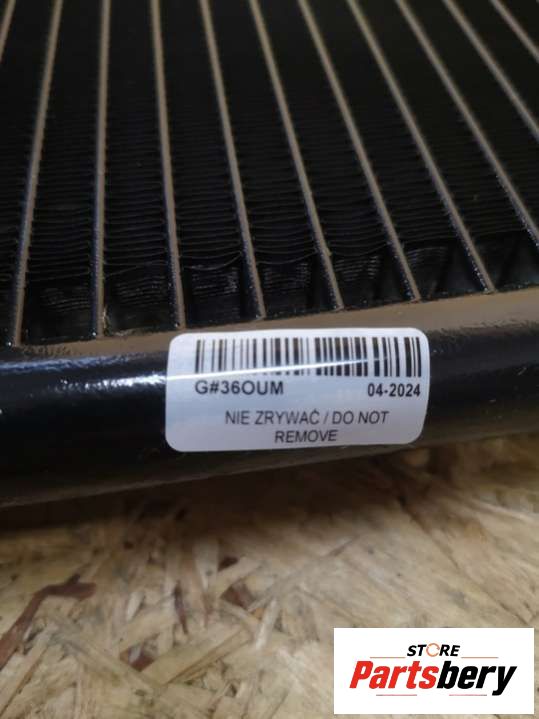 G#36OUM 04-2024
NIE ZRYWAĆ / DO NOT
REMOVE
STORE
Partsbery